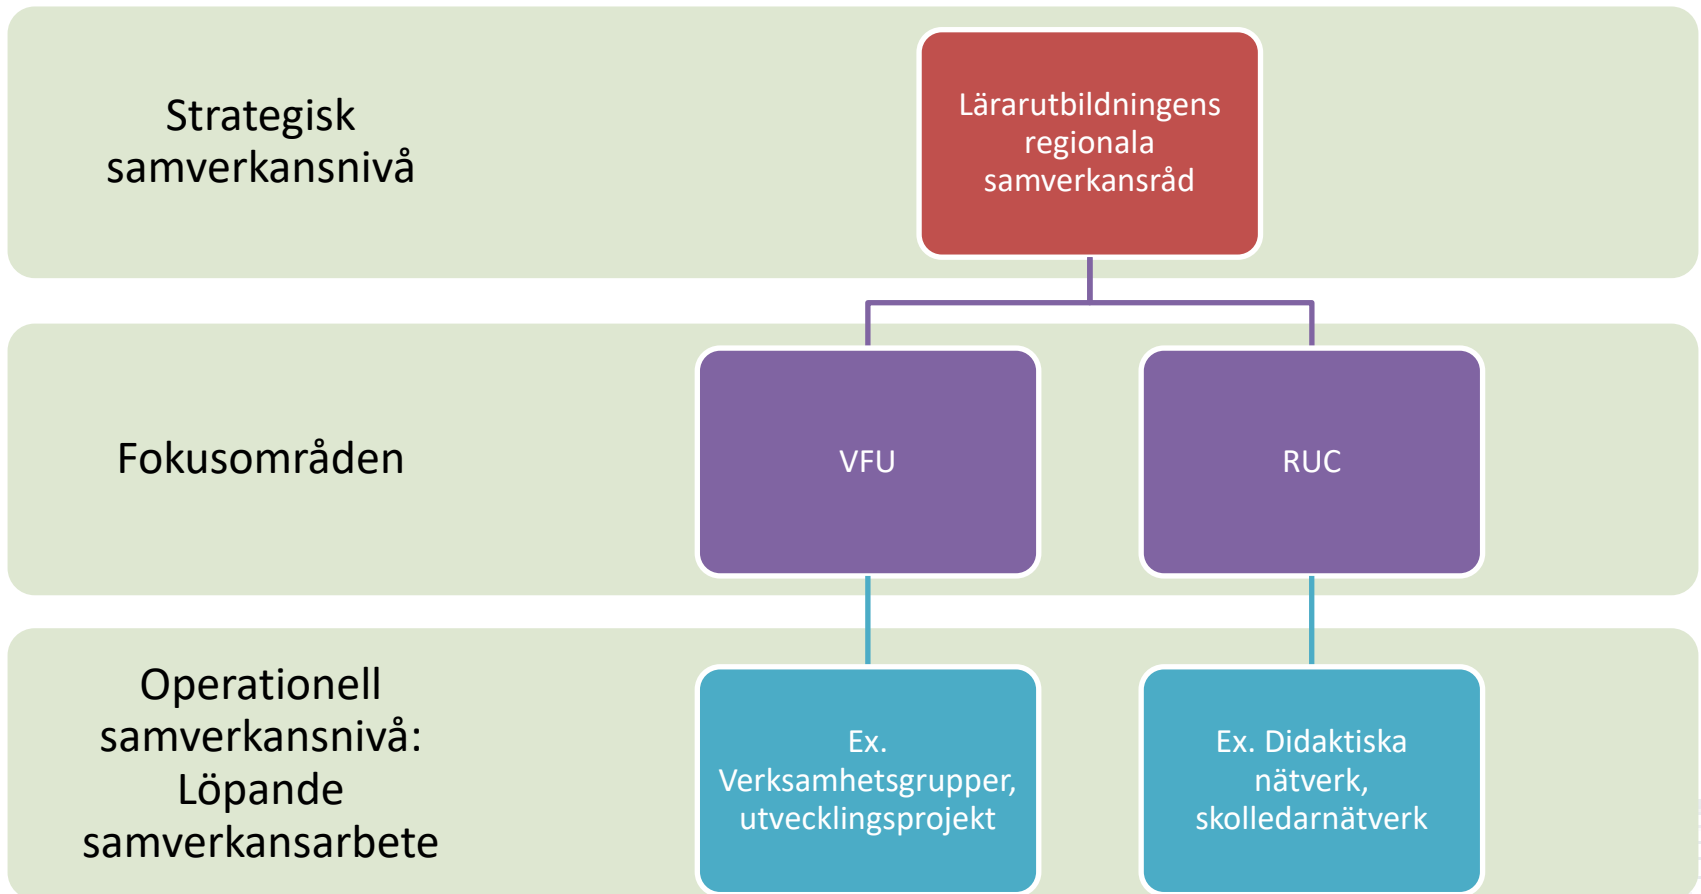 Strategisk
samverkansnivå
Lärarutbildningens
regionala
samverkansråd
Fokusområden
VFU
RUC
Operationell
samverkansnivå:
Löpande
samverkansarbete
Ex.
Verksamhetsgrupper,
utvecklingsprojekt
Ex. Didaktiska
nätverk,
skolledarnätverk